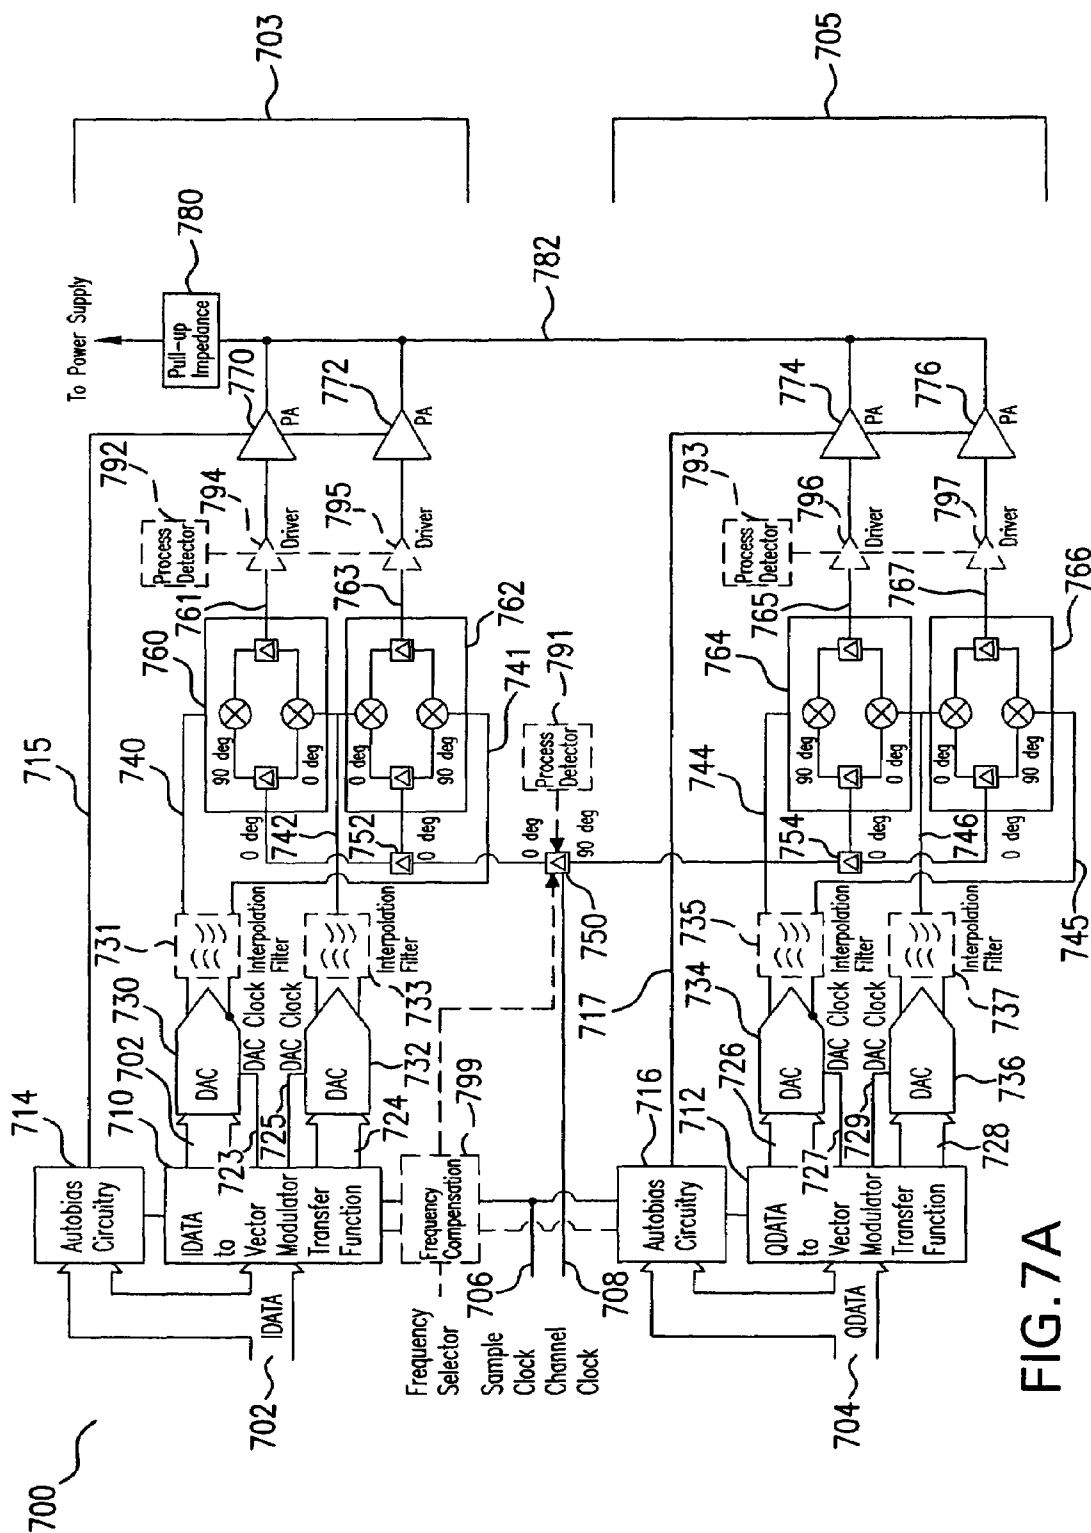 700
702
IDATA
714
Autobias
Circuitry
715
710
IDATA
to
Vector
Modulator
Transfer
Function
702
723
725
724
730
DAC
DAC Clock
DAC Clock
DAC
732
731
Interpolation
Filter
733
Interpolation
Filter
740
742
741
760
90 deg
0 deg
0 deg
752
0 deg
0 deg
90 deg
762
761
763
792
Process
Detector
794
Driver
795
Driver
770
PA
772
PA
To Power Supply
Pull-up
Impedance
780
782
703
Frequency
Selector
Frequency
Compensation
799
706
Sample
Clock
708
Channel
Clock
0 deg
90 deg
750
Process
Detector
791
704
QDATA
716
Autobias
Circuitry
717
712
QDATA
to
Vector
Modulator
Transfer
Function
726
727
729
728
734
DAC
DAC Clock
DAC Clock
DAC
736
735
Interpolation
Filter
737
Interpolation
Filter
744
746
745
764
90 deg
0 deg
754
0 deg
0 deg
0 deg
90 deg
766
765
767
793
Process
Detector
796
Driver
797
Driver
774
PA
776
PA
705
FIG.7A